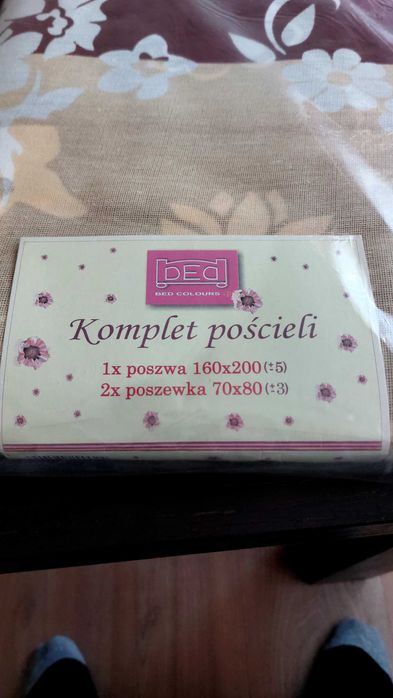 bED
BED COLOURS
Komplet pościeli
1x poszwa 160x200 (±5)
2x poszewka 70x80 (±3)